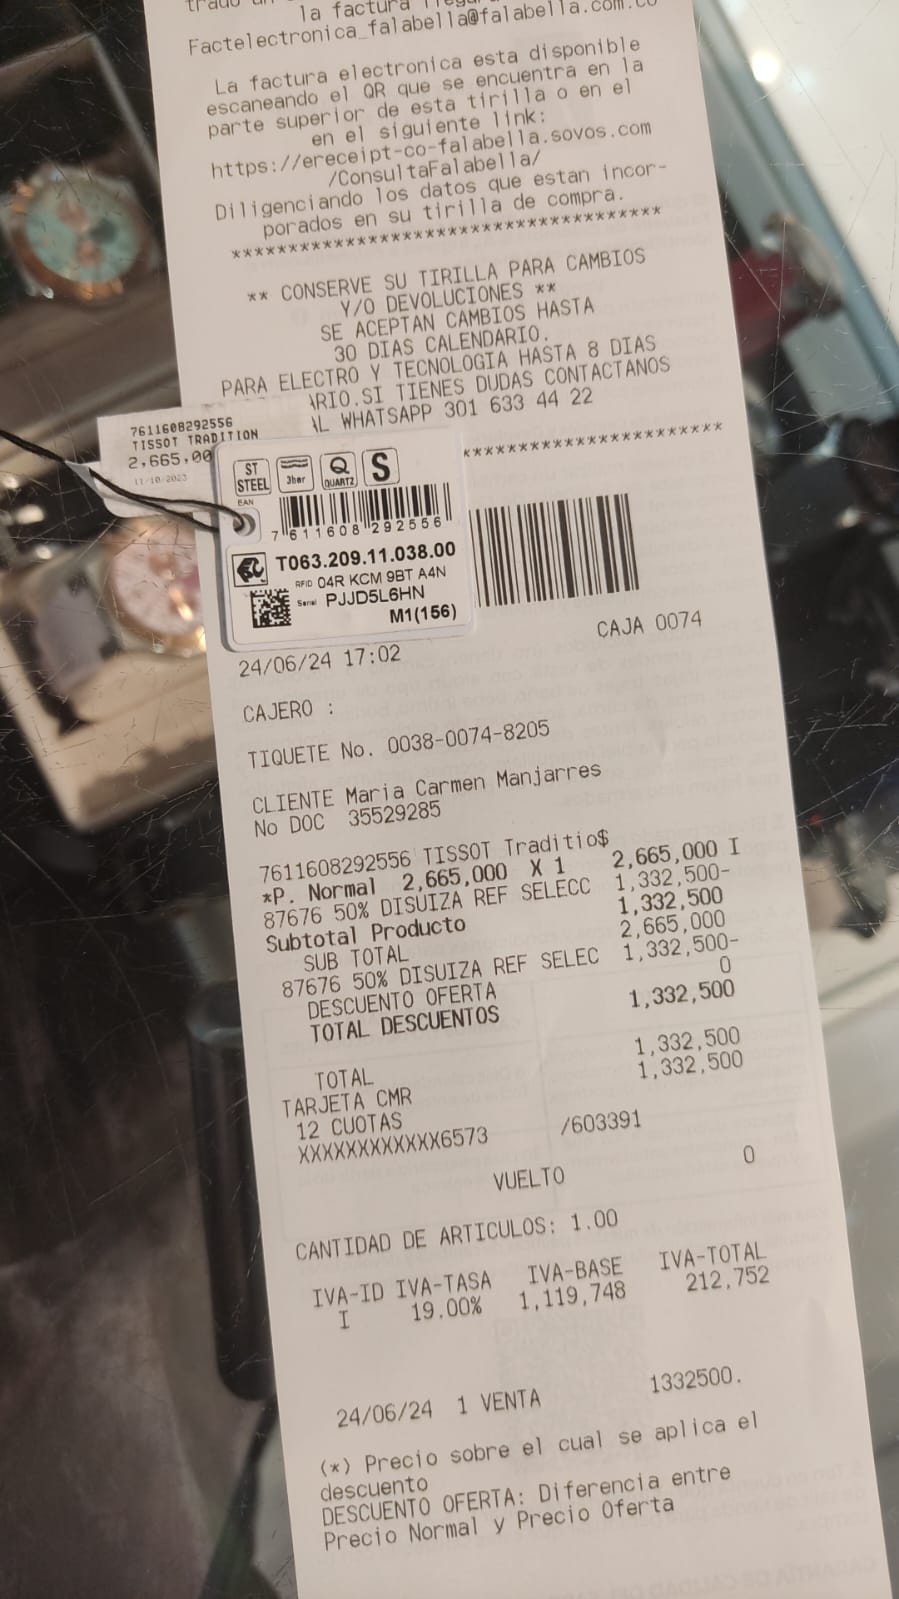 la factura
Factelectronica_falabella@falabella.com.co
La factura electronica esta disponible
escaneando el QR que se encuentra en la
parte superior de esta tirilla o en el
en el siguiente link:
https://ereceipt-co-falabella.sovos.com
/ConsultaFalabella/
Diligenciando los datos que estan incor-
porados en su tirilla de compra.
**************************************
** CONSERVE SU TIRILLA PARA CAMBIOS
Y/O DEVOLUCIONES **
SE ACEPTAN CAMBIOS HASTA
30 DIAS CALENDARIO.
PARA ELECTRO Y TECNOLOGIA HASTA 8 DIAS
ARIO.SI TIENES DUDAS CONTACTANOS
AL WHATSAPP 301 633 44 22
***********************
7611608292556
TISSOT TRADITION
2,665,00
11/10/2023
ST
STEEL
3bar
Q
QUARTZ
S
EAN
7 611608 292556
T063.209.11.038.00
RFID 04R KCM 9BT A4N
Serial PJJD5L6HN
M1(156)
24/06/24 17:02 CAJA 0074
CAJERO :
TIQUETE No. 0038-0074-8205
CLIENTE Maria Carmen Manjarres
No DOC 35529285
7611608292556 TISSOT Traditio$
*P. Normal 2,665,000 X 1 2,665,000 I
87676 50% DISUIZA REF SELECC 1,332,500-
Subtotal Producto 1,332,500
SUB TOTAL 2,665,000
87676 50% DISUIZA REF SELEC 1,332,500-
DESCUENTO OFERTA 0
TOTAL DESCUENTOS 1,332,500
TOTAL 1,332,500
TARJETA CMR 1,332,500
12 CUOTAS
XXXXXXXXXXXX6573 /603391
VUELTO 0
CANTIDAD DE ARTICULOS: 1.00
IVA-ID IVA-TASA IVA-BASE IVA-TOTAL
I 19.00% 1,119,748 212,752
24/06/24 1 VENTA 1332500.
(*) Precio sobre el cual se aplica el
descuento
DESCUENTO OFERTA: Diferencia entre
Precio Normal y Precio Oferta